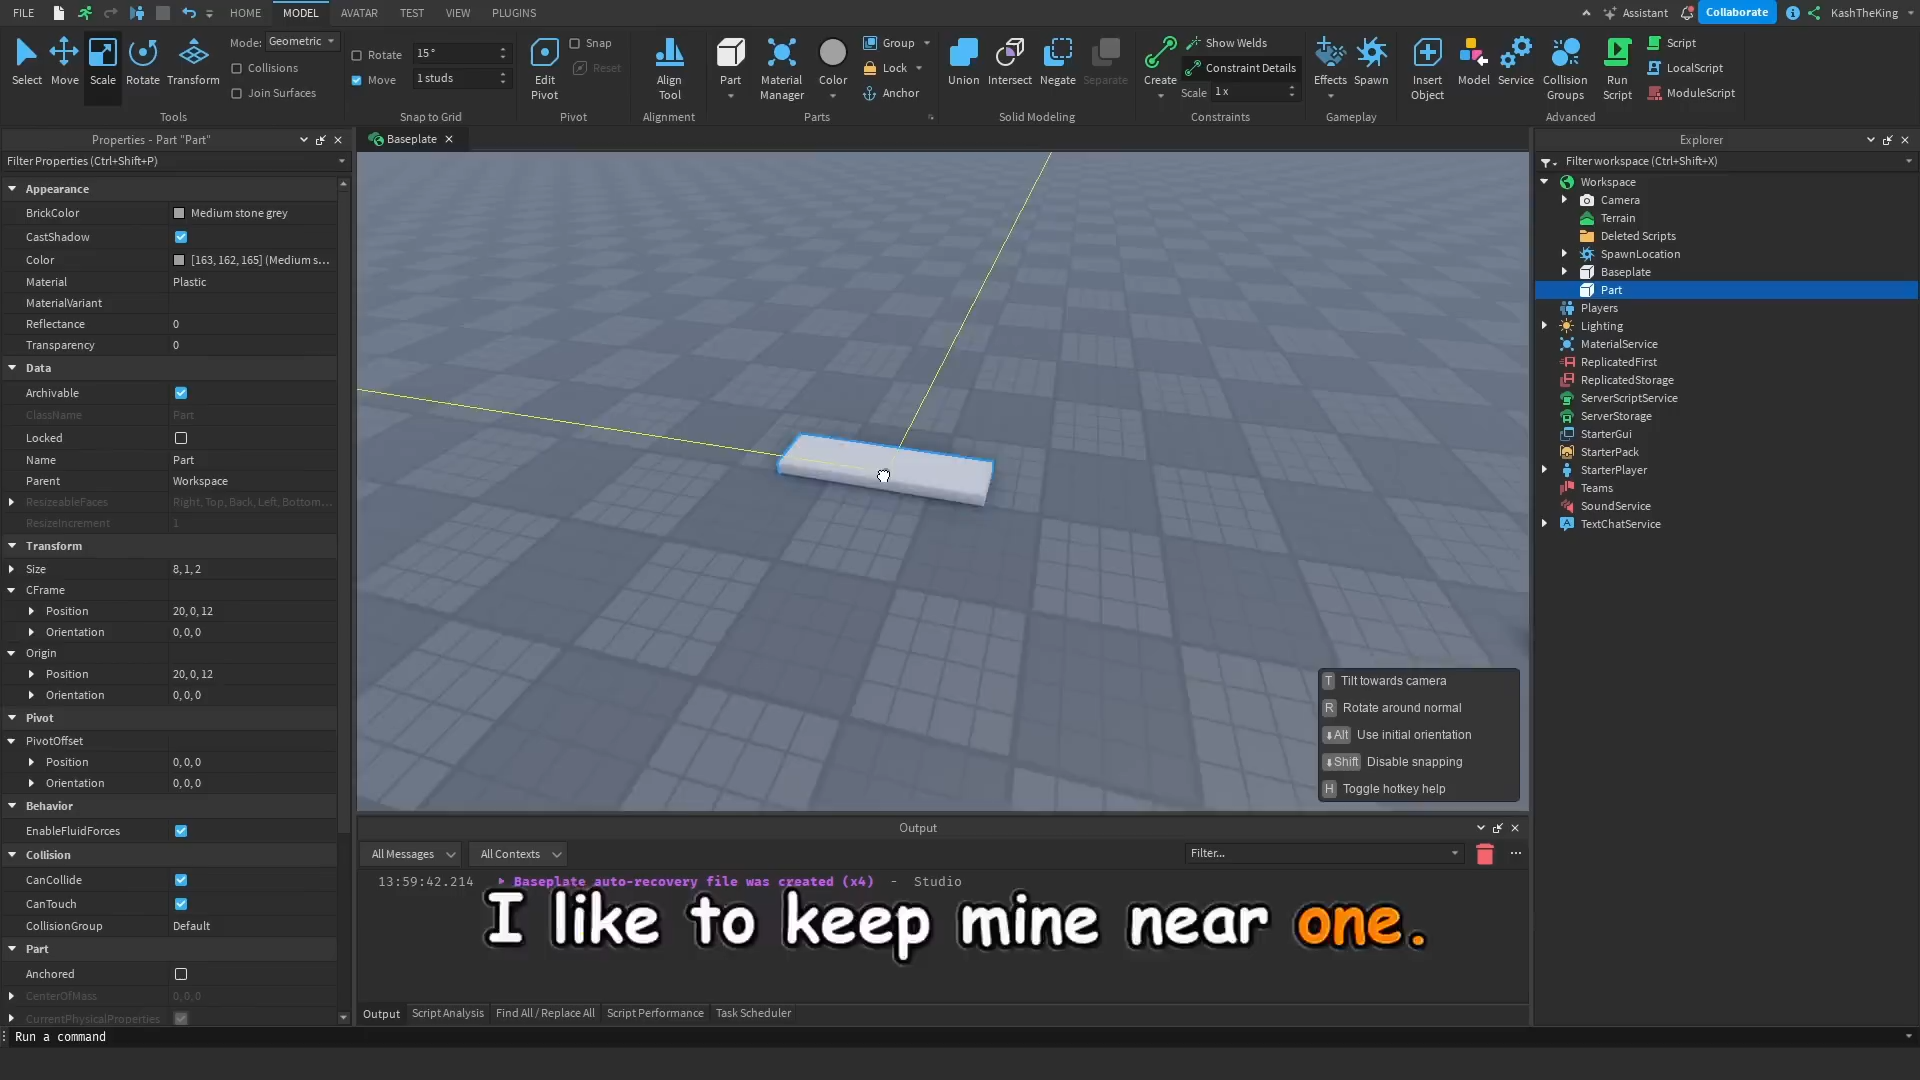 FILE HOME MODEL AVATAR TEST VIEW PLUGINS Assistant Collaborate KashTheKing
Select Move Scale Rotate Transform
Mode: Geometric
Collisions
Join Surfaces
Tools
Rotate 15°
Move 1 studs
Snap to Grid
Edit Pivot
Snap
Reset
Pivot
Align Tool
Alignment
Part
Material Manager
Color
Group
Lock
Anchor
Parts
Union Intersect Negate Separate
Solid Modeling
Create
Show Welds
Constraint Details
Scale 1 x
Constraints
Effects Spawn
Gameplay
Insert Object
Model
Service
Collision Groups
Run Script
Script
LocalScript
ModuleScript
Advanced
Properties - Part "Part"
Filter Properties (Ctrl+Shift+P)
Appearance
BrickColor Medium stone grey
CastShadow
Color [163, 162, 165] (Medium s...
Material Plastic
MaterialVariant
Reflectance 0
Transparency 0
Data
Archivable
ClassName Part
Locked
Name Part
Parent Workspace
ResizeableFaces Right, Top, Back, Left, Bottom...
ResizeIncrement 1
Transform
Size 8, 1, 2
CFrame
Position 20, 0, 12
Orientation 0, 0, 0
Origin
Position 20, 0, 12
Orientation 0, 0, 0
Pivot
PivotOffset
Position 0, 0, 0
Orientation 0, 0, 0
Behavior
EnableFluidForces
Collision
CanCollide
CanTouch
CollisionGroup Default
Part
Anchored
CenterOfMass 0, 0, 0
CurrentPhysicalProperties
Baseplate
T Tilt towards camera
R Rotate around normal
Alt Use initial orientation
Shift Disable snapping
H Toggle hotkey help
Output
All Messages All Contexts Filter...
13:59:42.214 Baseplate auto-recovery file was created (x4) - Studio
I like to keep mine near one.
Output Script Analysis Find All / Replace All Script Performance Task Scheduler
Explorer
Filter workspace (Ctrl+Shift+X)
Workspace
Camera
Terrain
Deleted Scripts
SpawnLocation
Baseplate
Part
Players
Lighting
MaterialService
ReplicatedFirst
ReplicatedStorage
ServerScriptService
ServerStorage
StarterGui
StarterPack
StarterPlayer
Teams
SoundService
TextChatService
Run a command